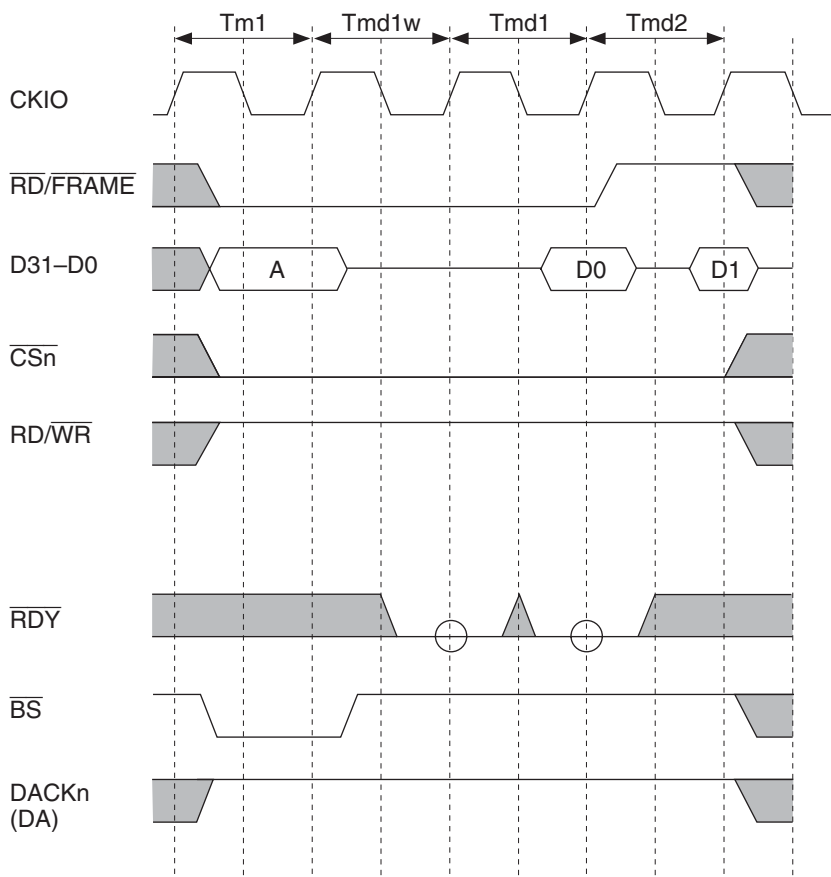 Tm1 Tmd1w Tmd1 Tmd2
CKIO
RD/FRAME
D31–D0 A D0 D1
CSn
RD/WR
RDY
BS
DACKn
(DA)